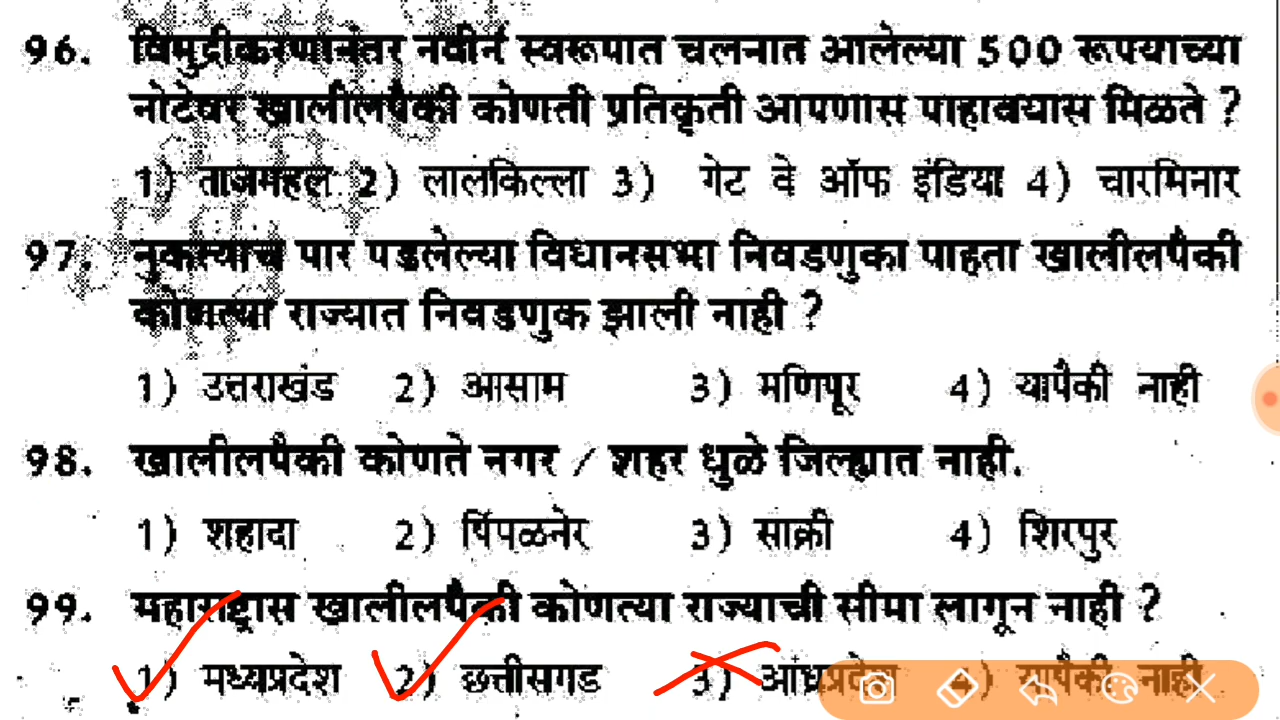 96. विमुद्रीकरणानंतर नवीन स्वरूपात चलनात आलेल्या 500 रूपयाच्या
नोटेवर खालीलपैकी कोणती प्रतिकृती आपणास पाहावयास मिळते ?
1) ताजमहल 2) लालकिल्ला 3) गेट वे ऑफ इंडिया 4) चारमिनार
97. नुकत्याच पार पडलेल्या विधानसभा निवडणुका पाहता खालीलपैकी
कोणत्या राज्यात निवडणुक झाली नाही ?
1) उत्तराखंड 2) आसाम 3) मणिपूर 4) यापैकी नाही
98. खालीलपैकी कोणते नगर / शहर धुळे जिल्ह्यात नाही.
1) शहादा 2) पिंपळनेर 3) साक्री 4) शिरपुर
99. महाराष्ट्रास खालीलपैकी कोणत्या राज्याची सीमा लागून नाही ?
1) मध्यप्रदेश 2) छत्तीसगड 3) आंध्रप्रदेश 4) यापैकी नाही